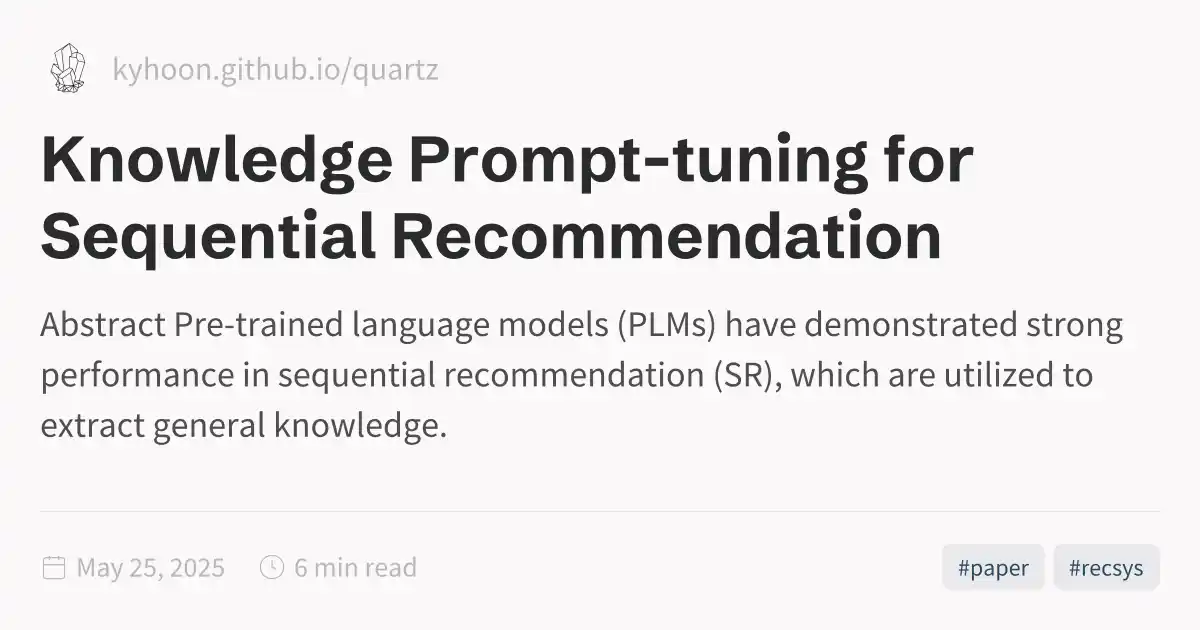 kyhoon.github.io/quartz
Knowledge Prompt-tuning for
Sequential Recommendation
Abstract Pre-trained language models (PLMs) have demonstrated strong
performance in sequential recommendation (SR), which are utilized to
extract general knowledge.
May 25, 2025 6 min read #paper #recsys